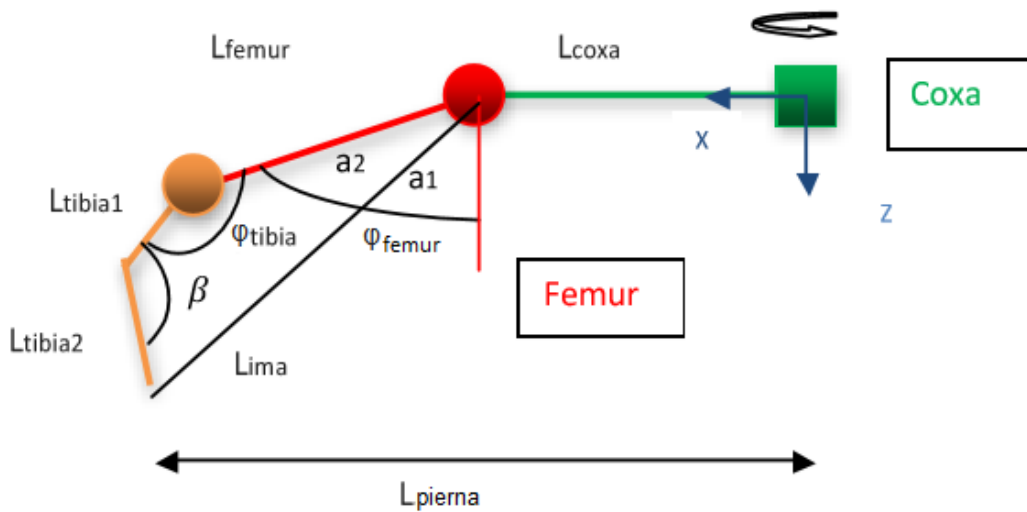 Lfemur
Lcoxa
Coxa
X
a2
a1
Z
Ltibia1
φtibia
φfemur
Femur
β
Ltibia2
Lima
Lpierna